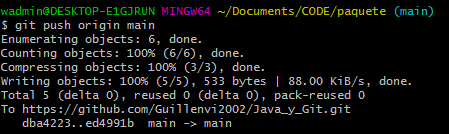 wadmin@DESKTOP-E1GJRUN MINGW64 ~/Documents/CODE/paquete (main)
$ git push origin main
Enumerating objects: 6, done.
Counting objects: 100% (6/6), done.
Compressing objects: 100% (3/3), done.
Writing objects: 100% (5/5), 533 bytes | 88.00 KiB/s, done.
Total 5 (delta 0), reused 0 (delta 0), pack-reused 0
To https://github.com/Guillenvi2002/Java_y_Git.git
   dba4223..ed4991b  main -> main